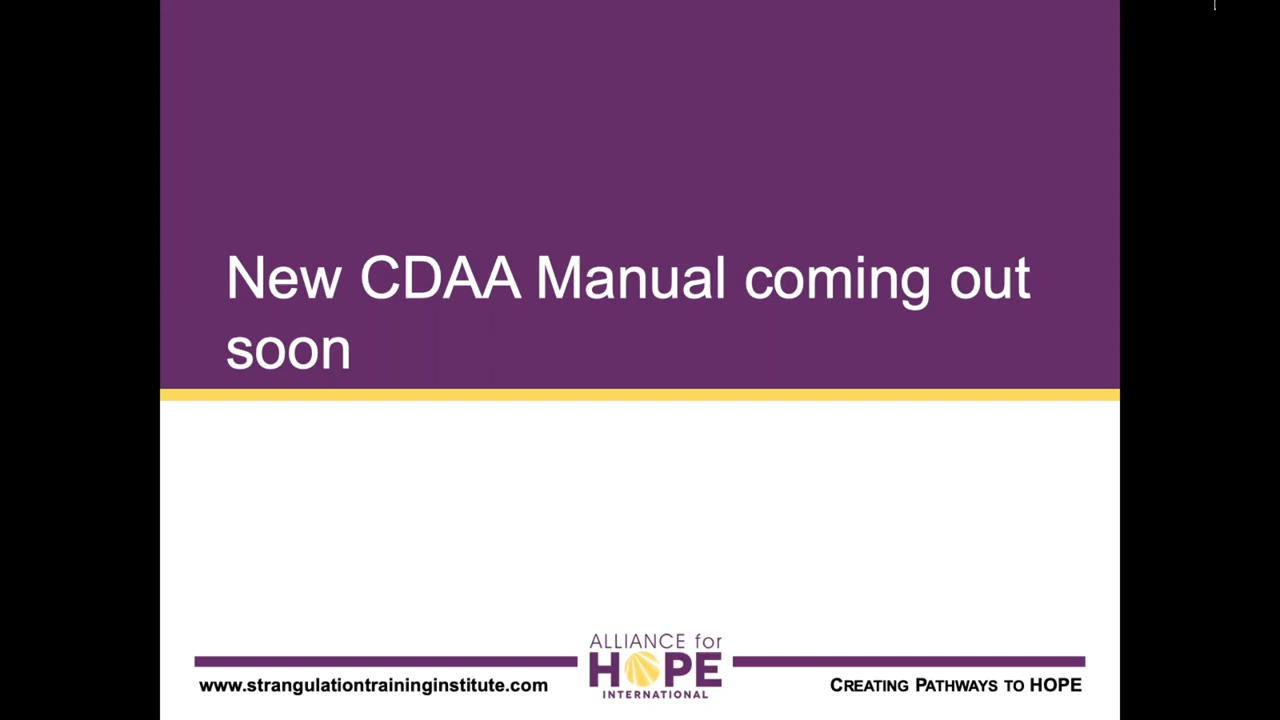 New CDAA Manual coming out
soon
ALLIANCE for
HOPE
INTERNATIONAL
www.strangulationtraininginstitute.com
CREATING PATHWAYS TO HOPE